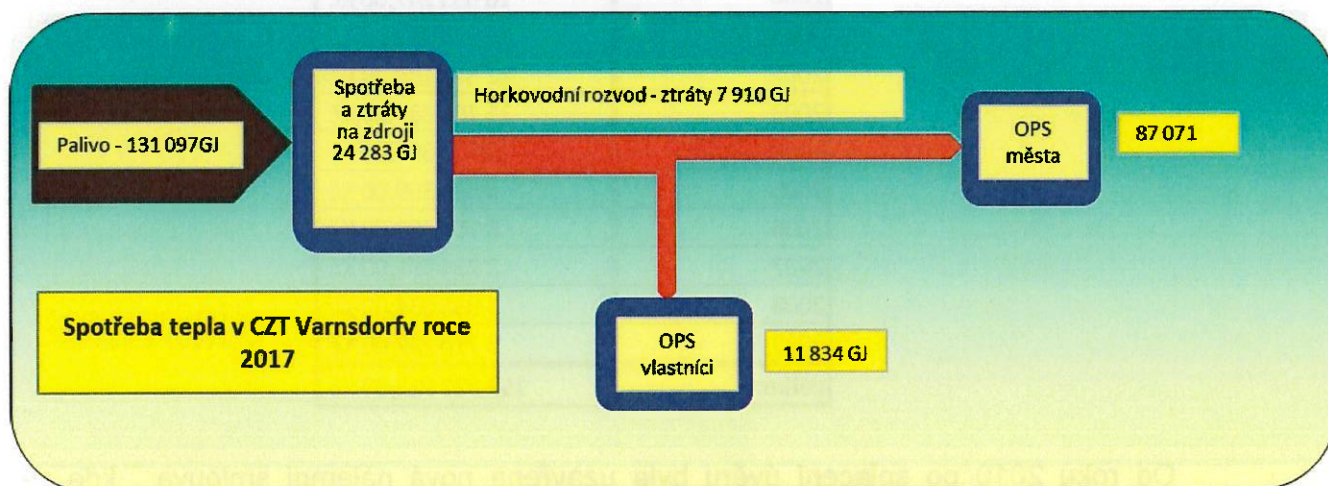 Palivo - 131 097GJ
Spotřeba
a ztráty
na zdroji
24 283 GJ
Horkovodní rozvod - ztráty 7 910 GJ
OPS
města
87 071
OPS
vlastníci
11 834 GJ
Spotřeba tepla v CZT Varnsdorfv roce
2017